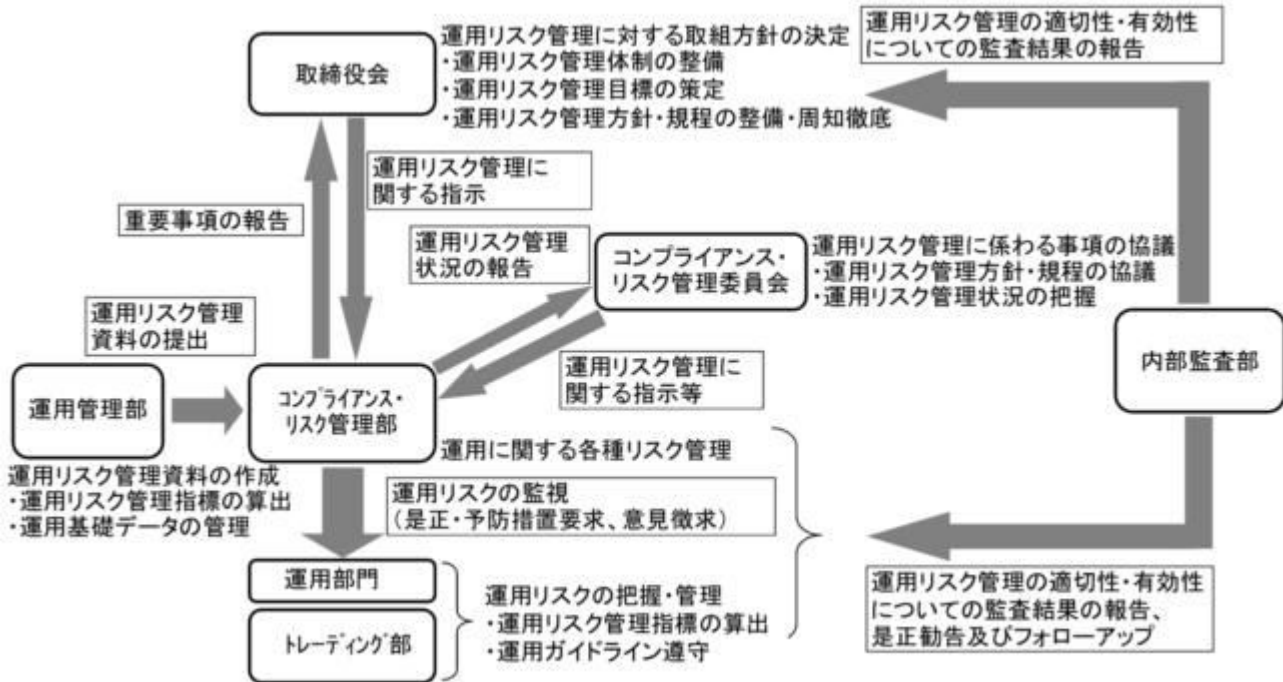 取締役会
運用リスク管理に対する取組方針の決定
・運用リスク管理体制の整備
・運用リスク管理目標の策定
・運用リスク管理方針・規程の整備・周知徹底
運用リスク管理の適切性・有効性
についての監査結果の報告
運用リスク管理に
関する指示
重要事項の報告
運用リスク管理
状況の報告
コンプライアンス・
リスク管理委員会
運用リスク管理に係わる事項の協議
・運用リスク管理方針・規程の協議
・運用リスク管理状況の把握
運用リスク管理
資料の提出
内部監査部
運用リスク管理に
関する指示等
運用管理部
コンプライアンス・
リスク管理部
運用に関する各種リスク管理
運用リスク管理資料の作成
・運用リスク管理指標の算出
・運用基礎データの管理
運用リスクの監視
(是正・予防措置要求、意見徴求)
運用部門
トレーディング部
運用リスクの把握・管理
・運用リスク管理指標の算出
・運用ガイドライン遵守
運用リスク管理の適切性・有効性
についての監査結果の報告、
是正勧告及びフォローアップ